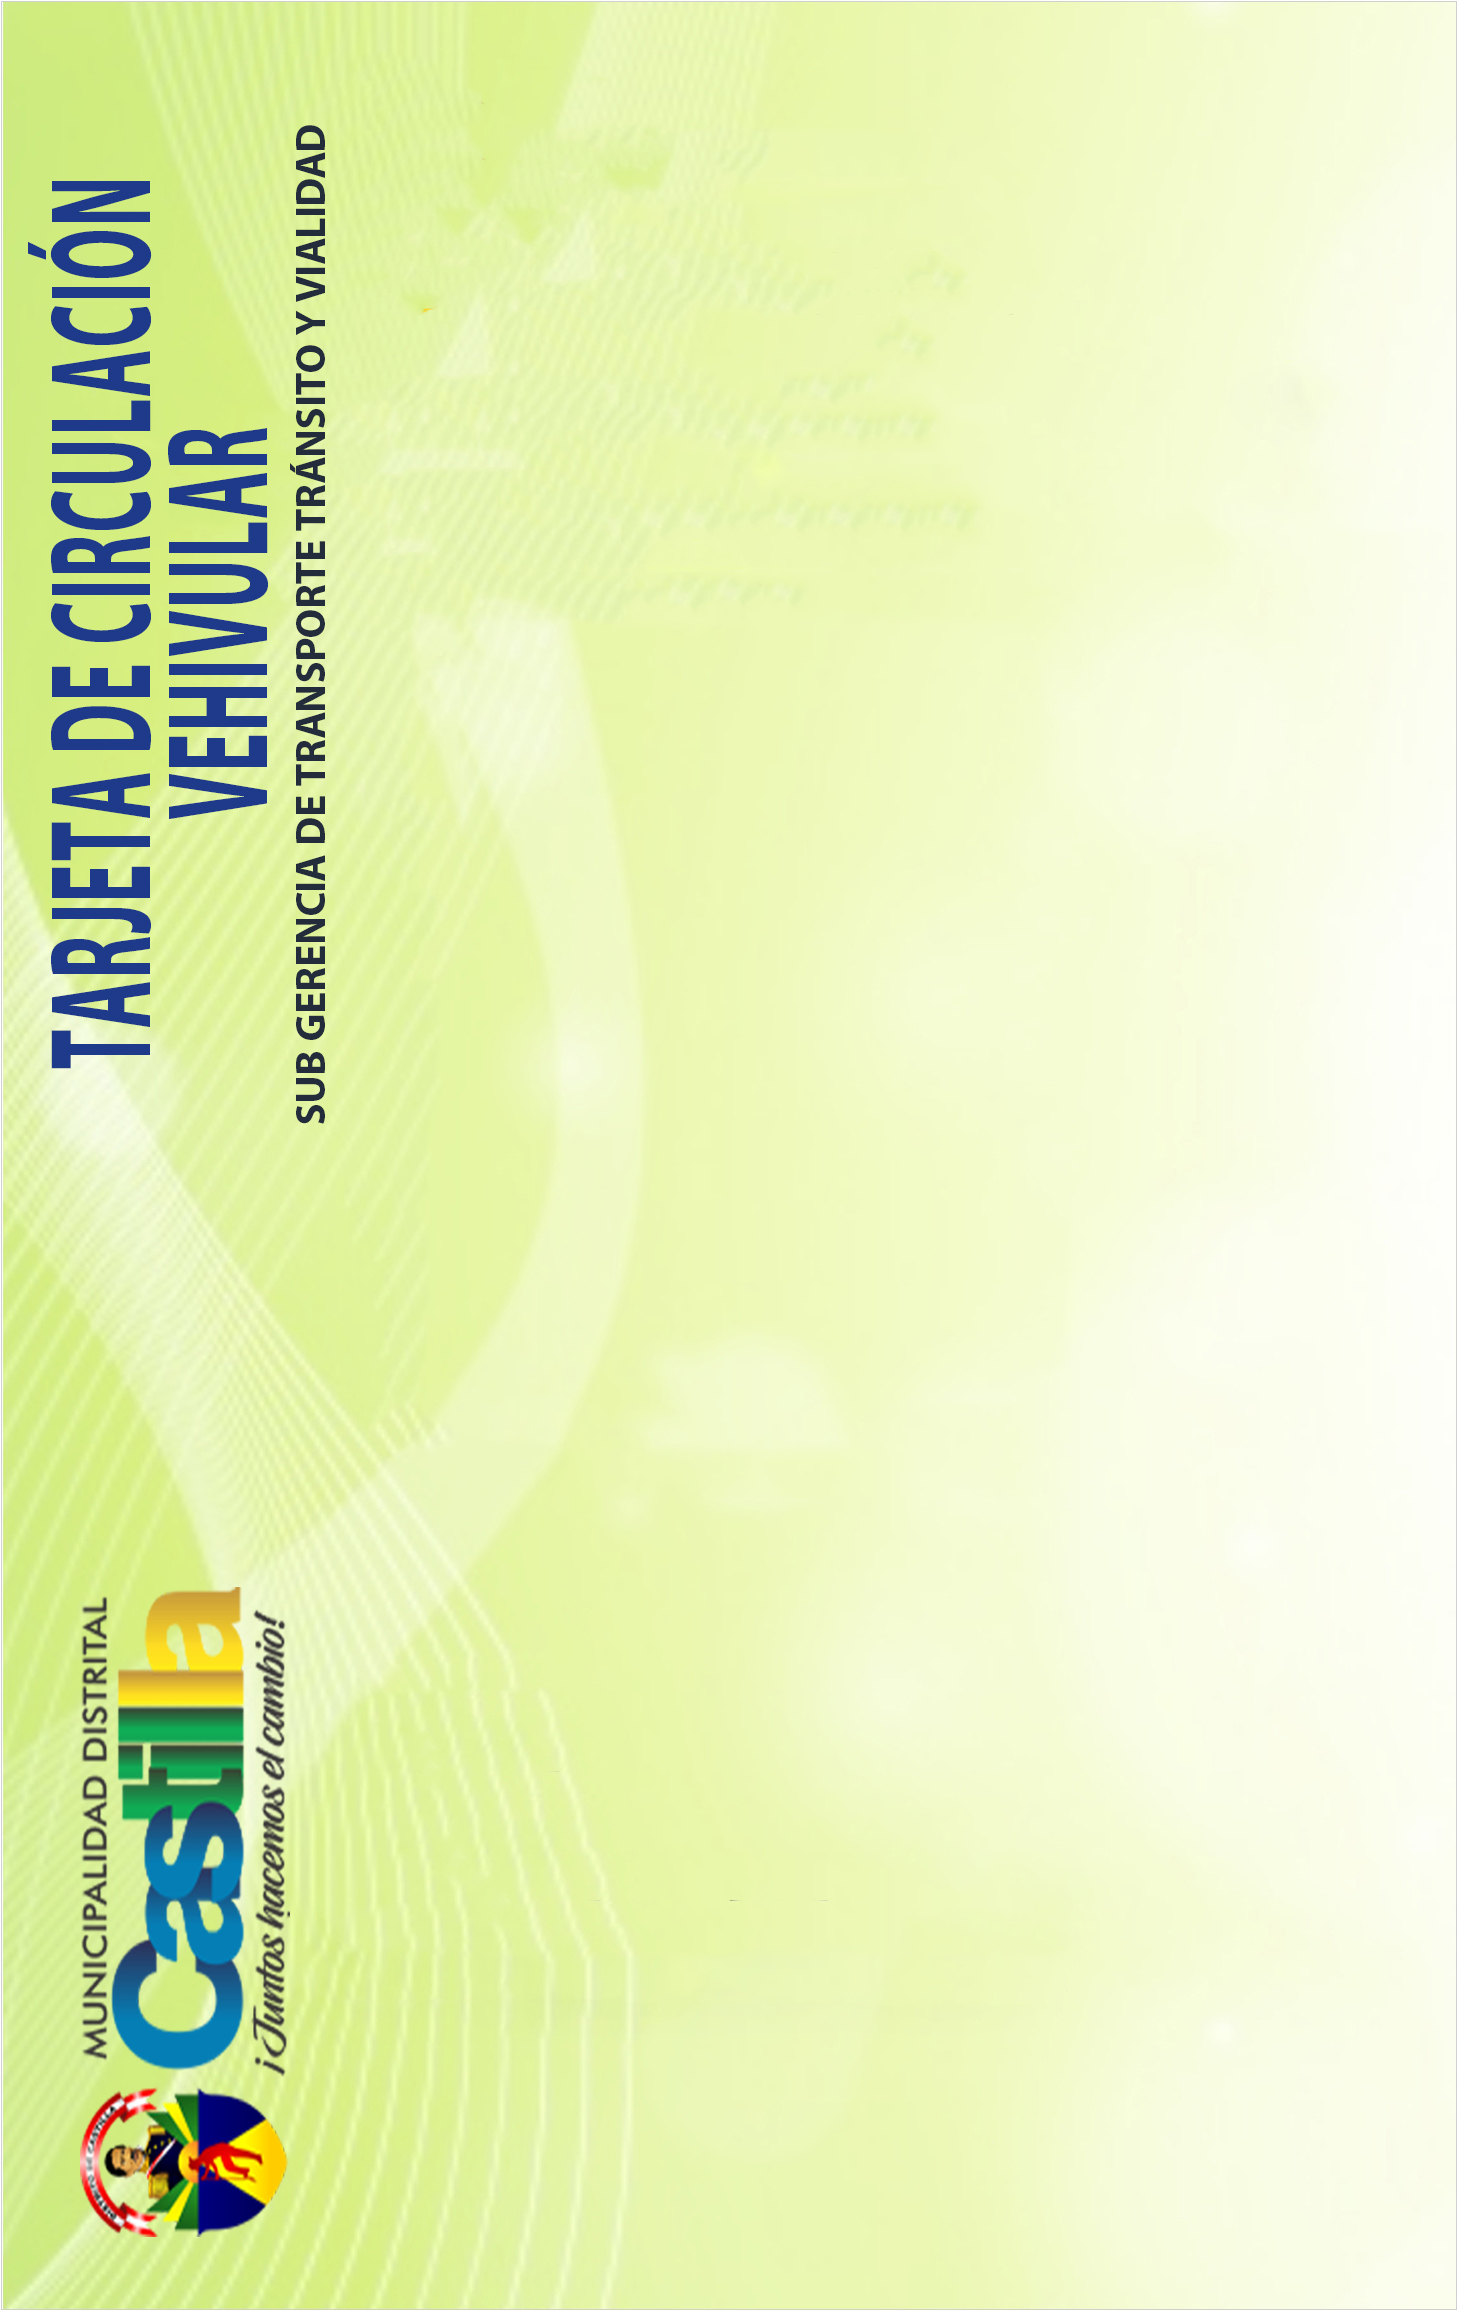 DISTRITO DE CASTILLA
MUNICIPALIDAD DISTRITAL
Castilla
¡Juntos hacemos el cambio!
TARJETA DE CIRCULACIÓN
VEHIVULAR
SUB GERENCIA DE TRANSPORTE TRÁNSITO Y VIALIDAD